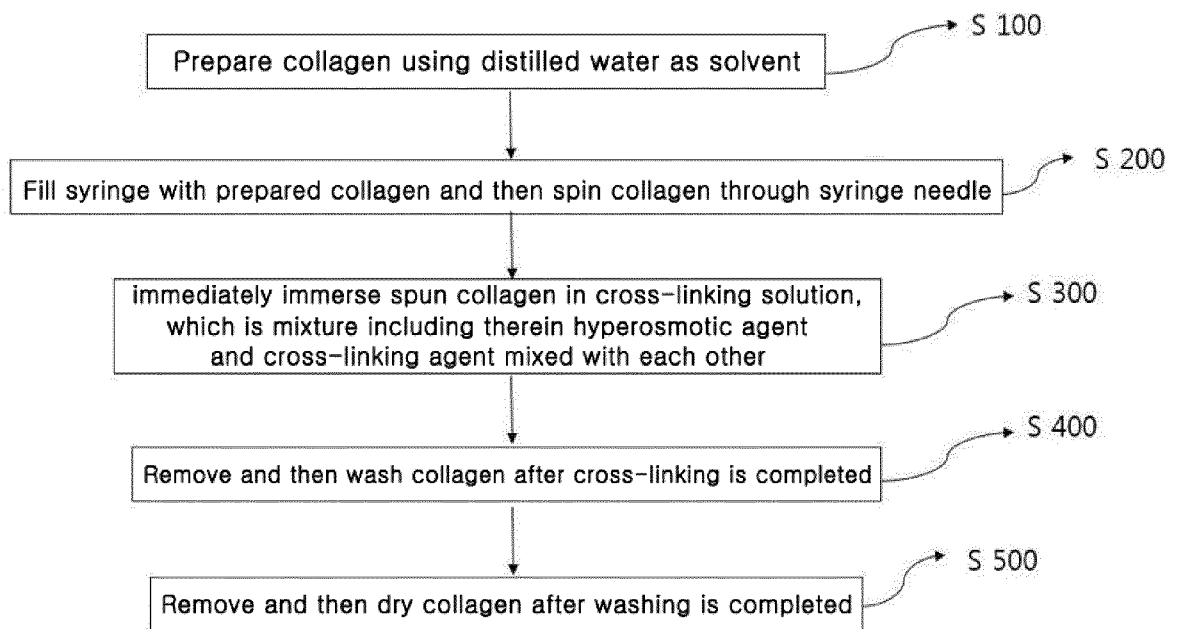 S 100
Prepare collagen using distilled water as solvent
S 200
Fill syringe with prepared collagen and then spin collagen through syringe needle
S 300
immediately immerse spun collagen in cross-linking solution,
which is mixture including therein hyperosmotic agent
and cross-linking agent mixed with each other
S 400
Remove and then wash collagen after cross-linking is completed
S 500
Remove and then dry collagen after washing is completed